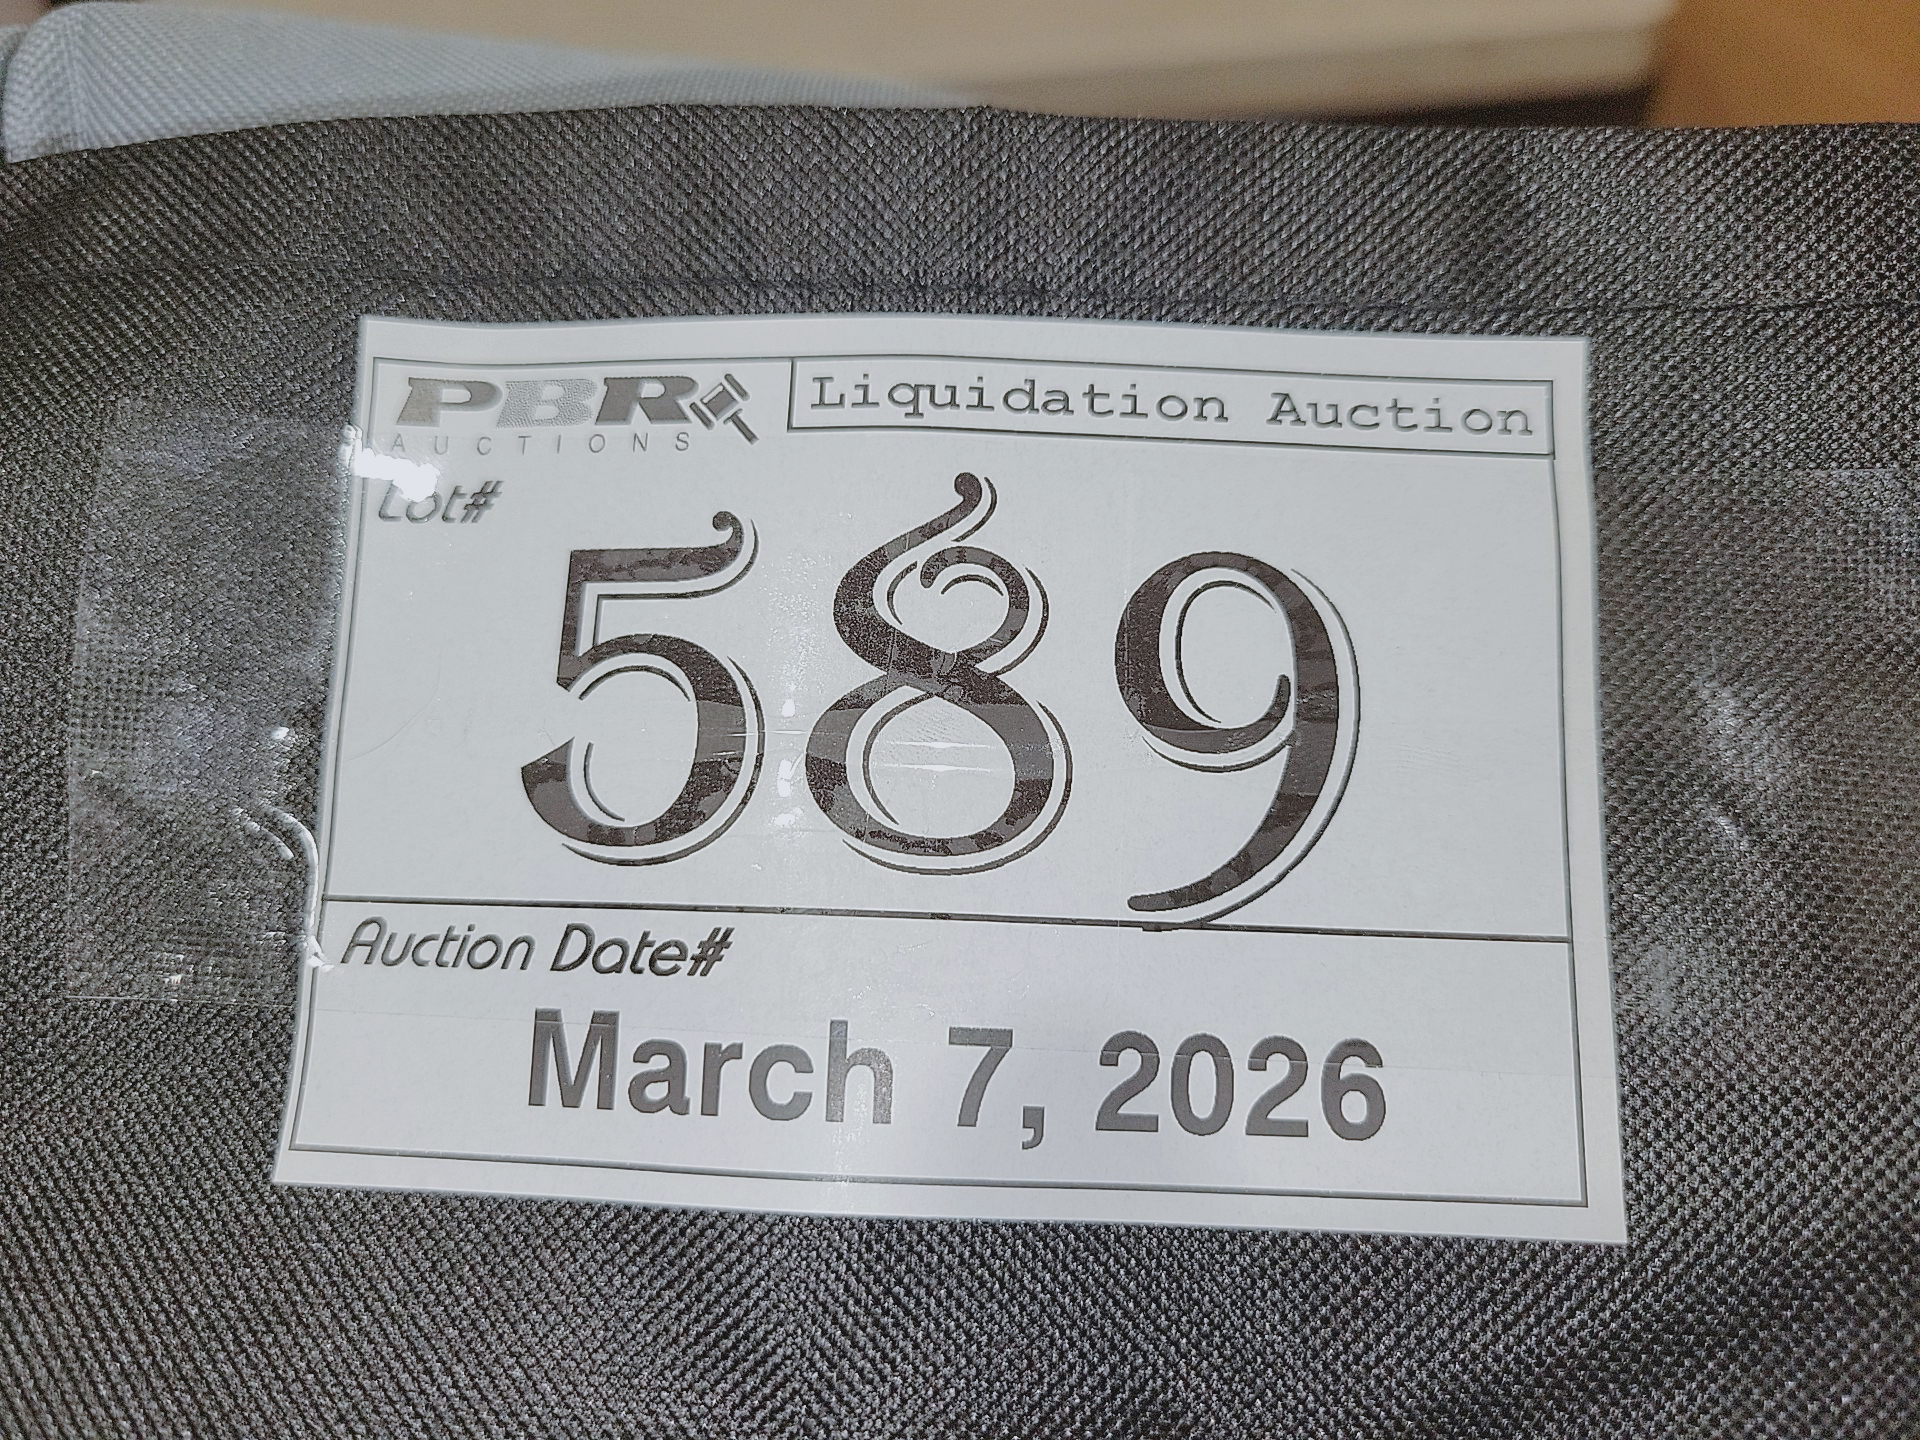 PBR
AUCTIONS
Liquidation Auction
Lot#
589
Auction Date#
March 7, 2026